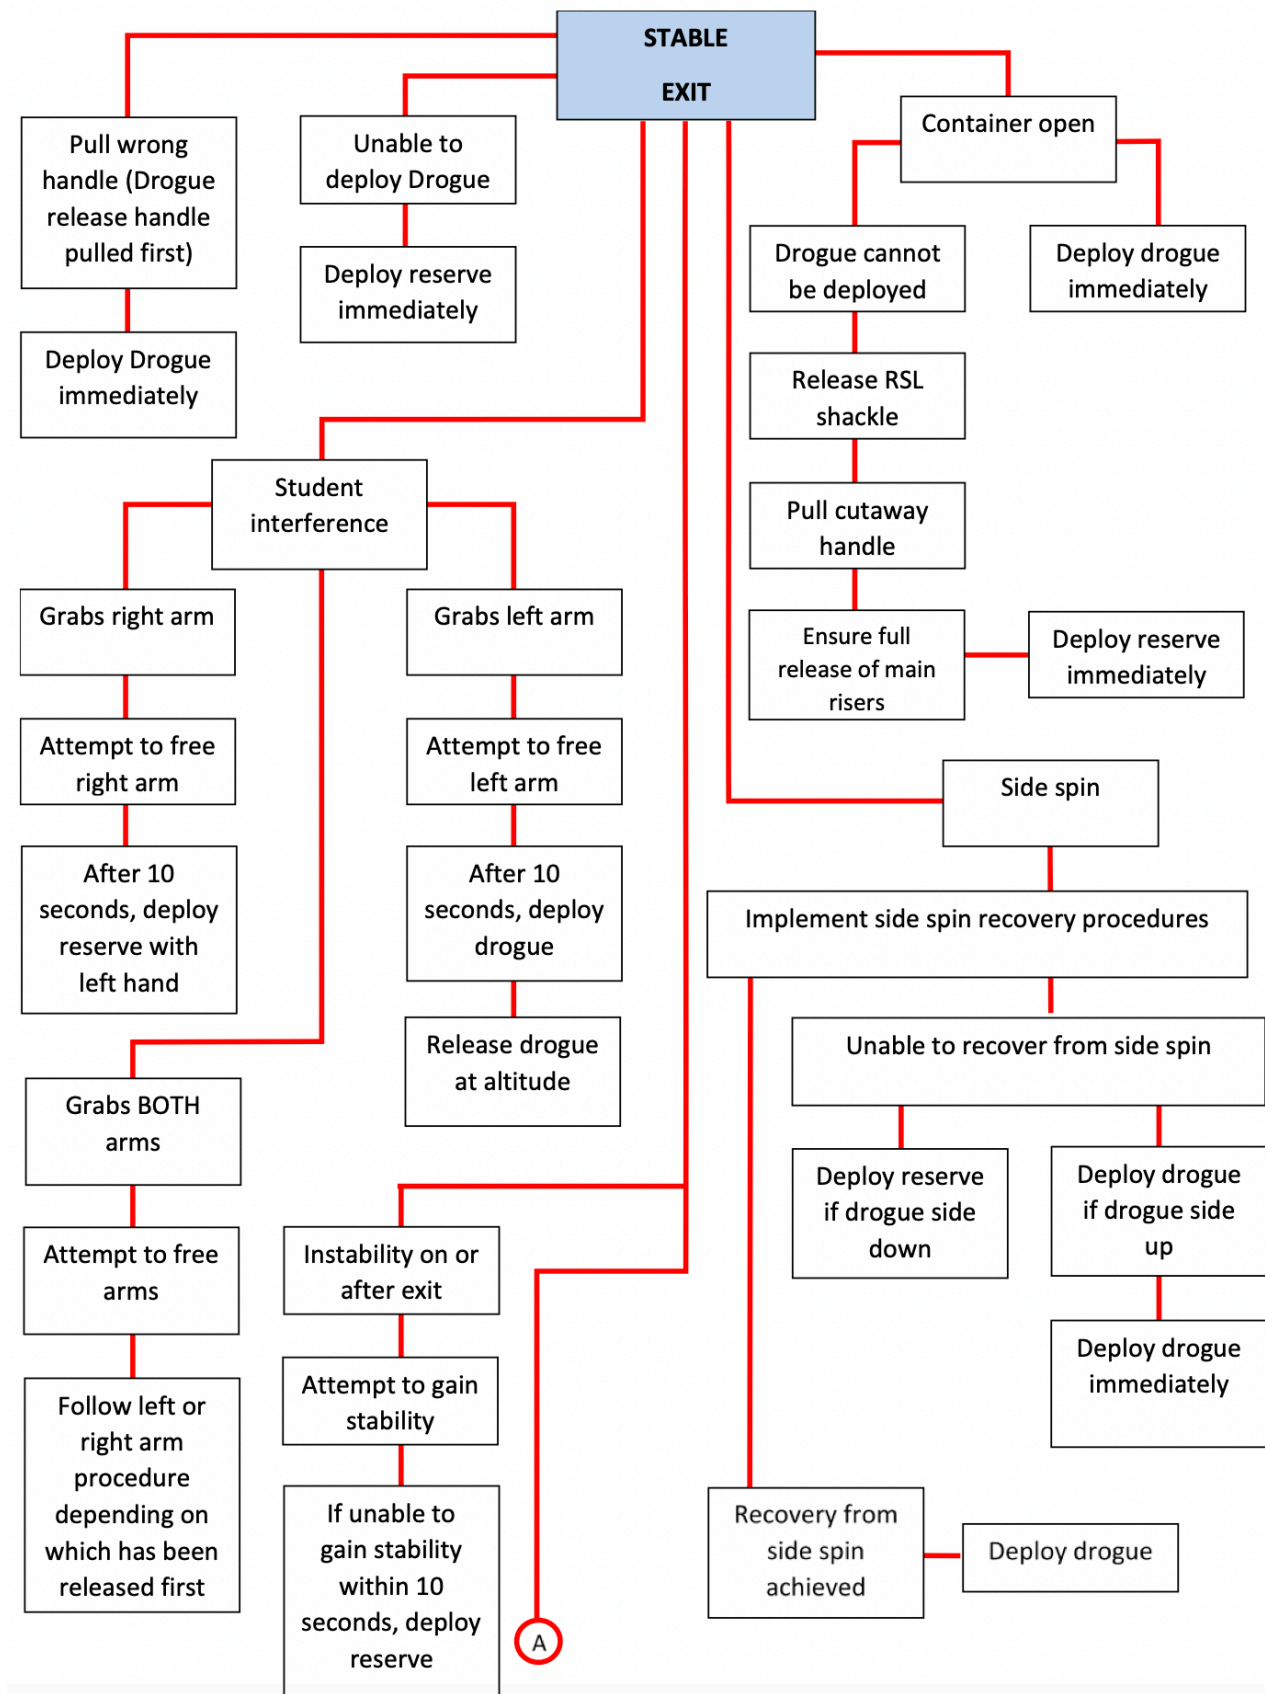 STABLE
EXIT
Pull wrong
handle (Drogue
release handle
pulled first)
Deploy Drogue
immediately
Unable to
deploy Drogue
Deploy reserve
immediately
Container open
Drogue cannot
be deployed
Release RSL
shackle
Pull cutaway
handle
Ensure full
release of main
risers
Deploy reserve
immediately
Deploy drogue
immediately
Student
interference
Grabs right arm
Attempt to free
right arm
After 10
seconds, deploy
reserve with
left hand
Grabs left arm
Attempt to free
left arm
After 10
seconds, deploy
drogue
Release drogue
at altitude
Grabs BOTH
arms
Attempt to free
arms
Follow left or
right arm
procedure
depending on
which has been
released first
Instability on or
after exit
Attempt to gain
stability
If unable to
gain stability
within 10
seconds, deploy
reserve
A
Side spin
Implement side spin recovery procedures
Unable to recover from side spin
Deploy reserve
if drogue side
down
Deploy drogue
if drogue side
up
Deploy drogue
immediately
Recovery from
side spin
achieved
Deploy drogue